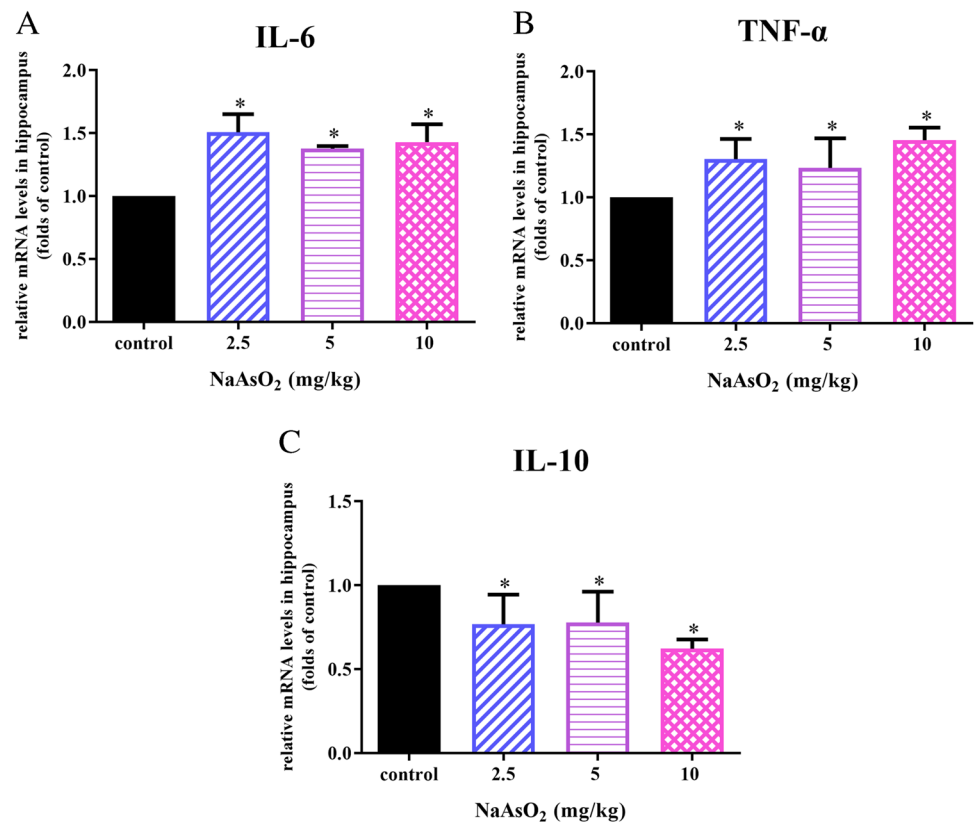 A
IL-6
relative mRNA levels in hippocampus
(folds of control)
2.0
1.5
1.0
0.5
0.0
*
*
*
control 2.5 5 10
NaAsO₂ (mg/kg)
B
TNF-α
relative mRNA levels in hippocampus
(folds of control)
2.0
1.5
1.0
0.5
0.0
*
*
*
control 2.5 5 10
NaAsO₂ (mg/kg)
C
IL-10
relative mRNA levels in hippocampus
(folds of control)
1.5
1.0
0.5
0.0
*
*
*
control 2.5 5 10
NaAsO₂ (mg/kg)